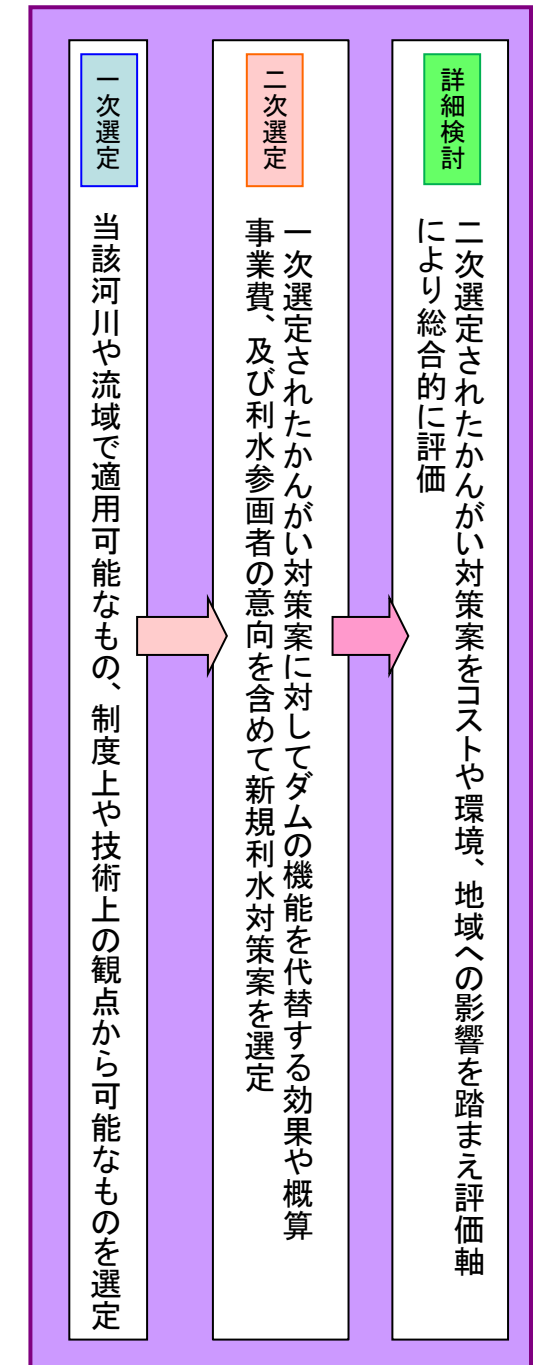 一次選定
当該河川や流域で適用可能なもの、制度上や技術上の観点から可能なものを選定
二次選定
一次選定されたかんがい対策案に対してダムの機能を代替する効果や概算
事業費、及び利水参画者の意向を含めて新規利水対策案を選定
詳細検討
二次選定されたかんがい対策案をコストや環境、地域への影響を踏まえ評価軸
により総合的に評価